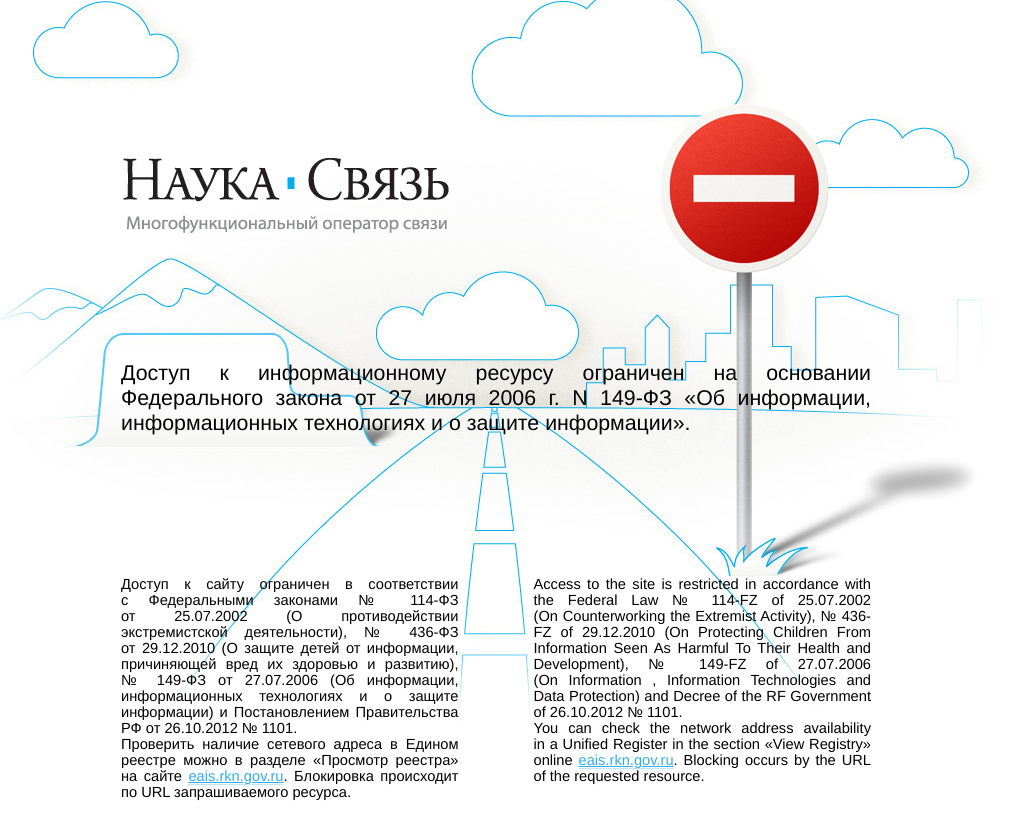 НАУКА·СВЯЗЬ
Многофункциональный оператор связи
Доступ к информационному ресурсу ограничен на основании
Федерального закона от 27 июля 2006 г. N 149-ФЗ «Об информации,
информационных технологиях и о защите информации».
Доступ к сайту ограничен в соответствии
с Федеральными законами № 114-ФЗ
от 25.07.2002 (О противодействии
экстремистской деятельности), № 436-ФЗ
от 29.12.2010 (О защите детей от информации,
причиняющей вред их здоровью и развитию),
№ 149-ФЗ от 27.07.2006 (Об информации,
информационных технологиях и о защите
информации) и Постановлением Правительства
РФ от 26.10.2012 № 1101.
Проверить наличие сетевого адреса в Едином
реестре можно в разделе «Просмотр реестра»
на сайте eais.rkn.gov.ru. Блокировка происходит
по URL запрашиваемого ресурса.
Access to the site is restricted in accordance with
the Federal Law № 114-FZ of 25.07.2002
(On Counterworking the Extremist Activity), № 436-
FZ of 29.12.2010 (On Protecting Children From
Information Seen As Harmful To Their Health and
Development), № 149-FZ of 27.07.2006
(On Information , Information Technologies and
Data Protection) and Decree of the RF Government
of 26.10.2012 № 1101.
You can check the network address availability
in a Unified Register in the section «View Registry»
online eais.rkn.gov.ru. Blocking occurs by the URL
of the requested resource.